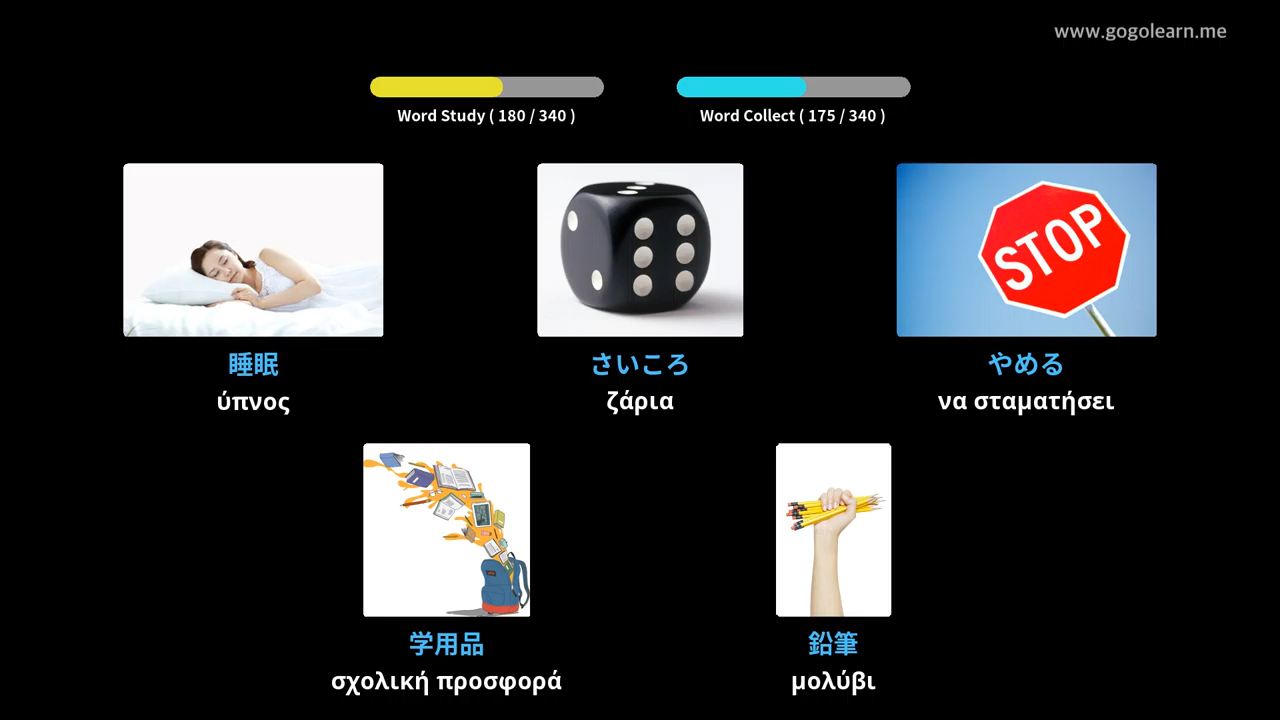 www.gogolearn.me
Word Study ( 180 / 340 )
Word Collect ( 175 / 340 )
STOP
睡眠
さいころ
やめる
ύπνος
ζάρια
να σταματήσει
学用品
鉛筆
σχολική προσφορά
μολύβι